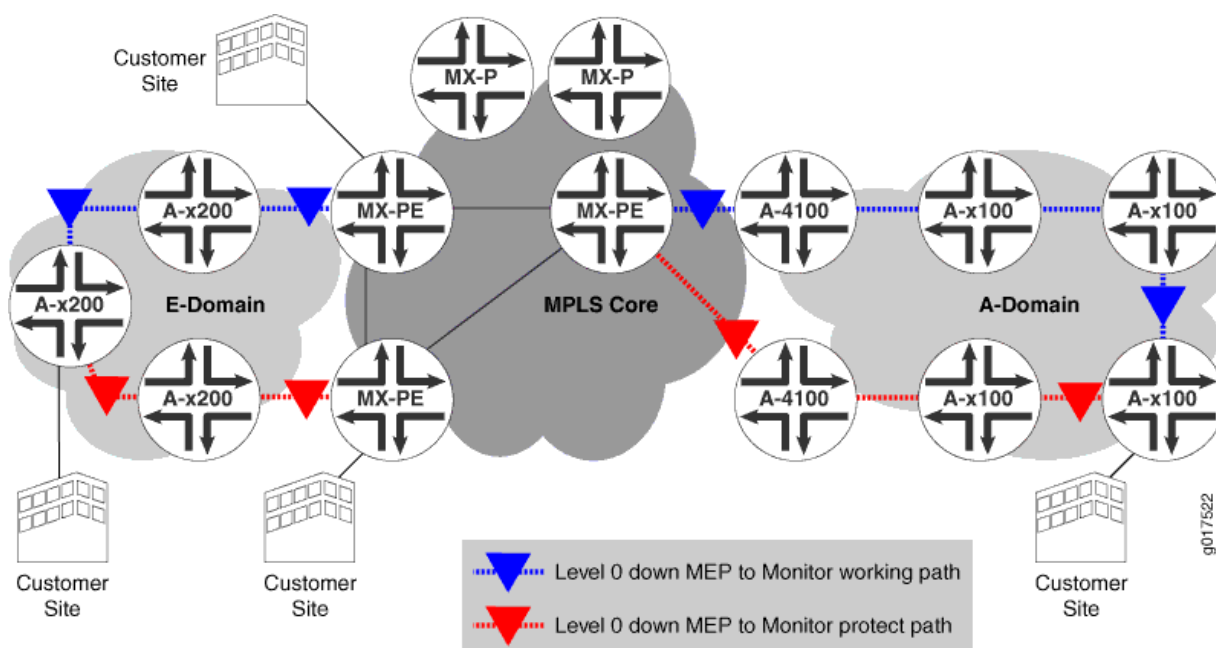 Customer
Site
MX-P
MX-P
A-x200
MX-PE
MX-PE
A-4100
A-x100
A-x100
A-x200
E-Domain
MPLS Core
A-Domain
A-x200
MX-PE
A-4100
A-x100
A-x100
Customer
Site
Customer
Site
Customer
Site
g017522
Level 0 down MEP to Monitor working path
Level 0 down MEP to Monitor protect path